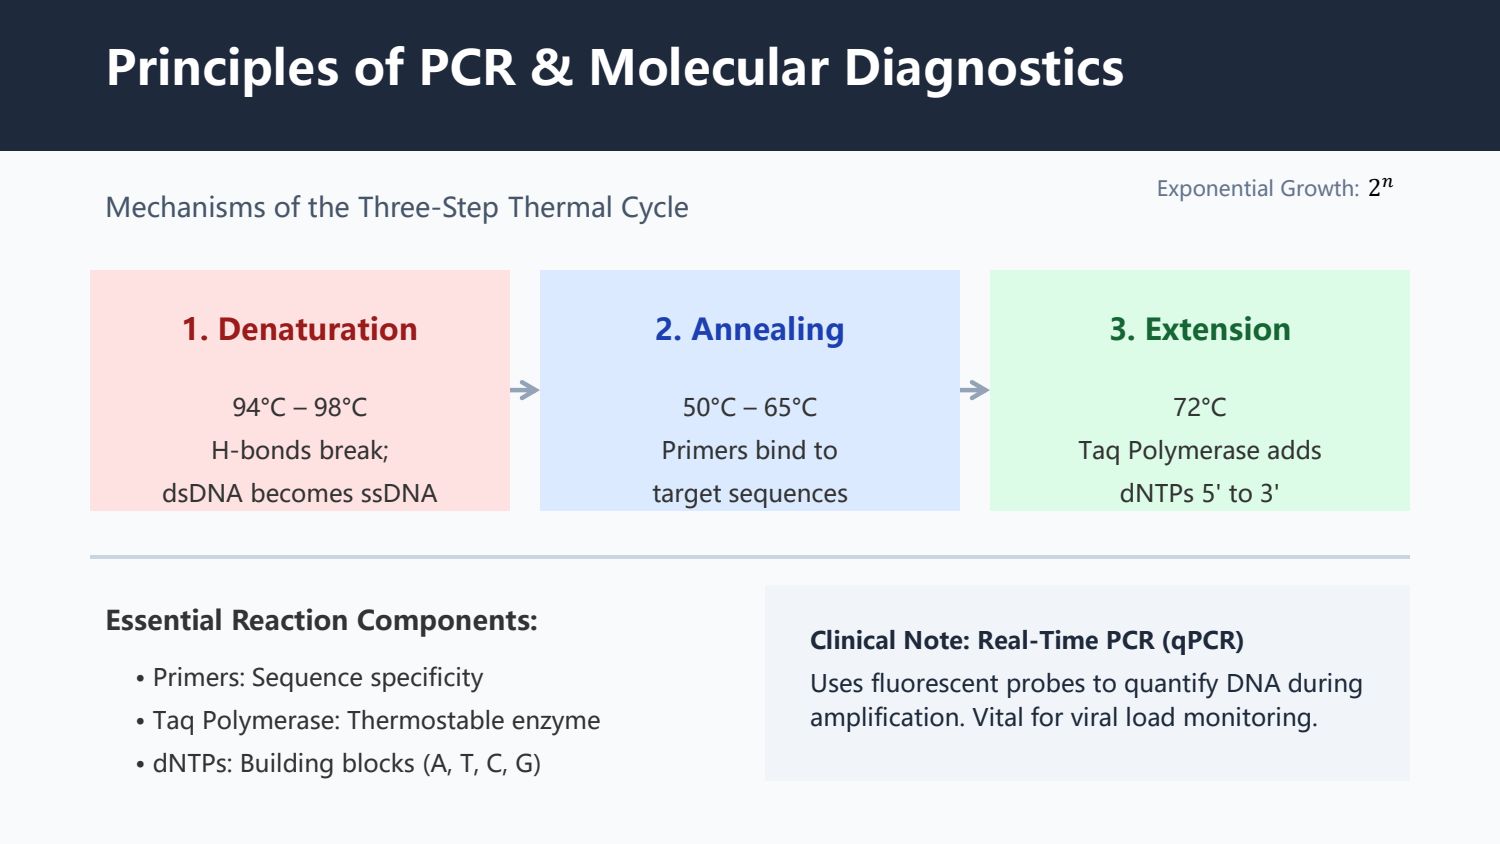 Principles of PCR & Molecular Diagnostics
Mechanisms of the Three-Step Thermal Cycle
Exponential Growth: 2ⁿ
1. Denaturation
94°C – 98°C
H-bonds break;
dsDNA becomes ssDNA
2. Annealing
50°C – 65°C
Primers bind to
target sequences
3. Extension
72°C
Taq Polymerase adds
dNTPs 5' to 3'
Essential Reaction Components:
• Primers: Sequence specificity
• Taq Polymerase: Thermostable enzyme
• dNTPs: Building blocks (A, T, C, G)
Clinical Note: Real-Time PCR (qPCR)
Uses fluorescent probes to quantify DNA during
amplification. Vital for viral load monitoring.